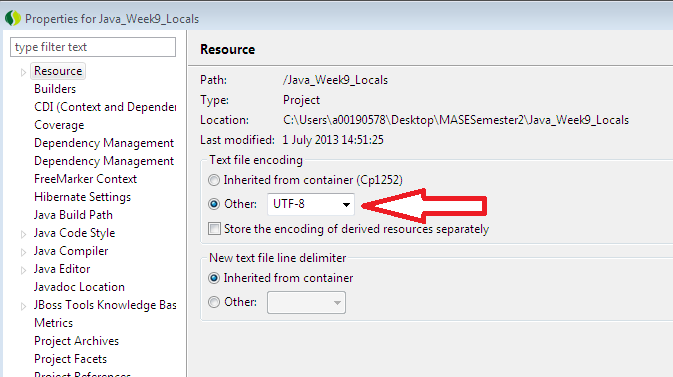 Properties for Java_Week9_Locals
type filter text
Resource
Builders
CDI (Context and Depender
Coverage
Dependency Management
Dependency Management
FreeMarker Context
Hibernate Settings
Java Build Path
Java Code Style
Java Compiler
Java Editor
Javadoc Location
JBoss Tools Knowledge Bas
Metrics
Project Archives
Project Facets
Project References
Resource
Path: /Java_Week9_Locals
Type: Project
Location: C:\Users\a00190578\Desktop\MASESemester2\Java_Week9_Locals
Last modified: 1 July 2013 14:51:25
Text file encoding
Inherited from container (Cp1252)
Other: UTF-8
Store the encoding of derived resources separately
New text file line delimiter
Inherited from container
Other: